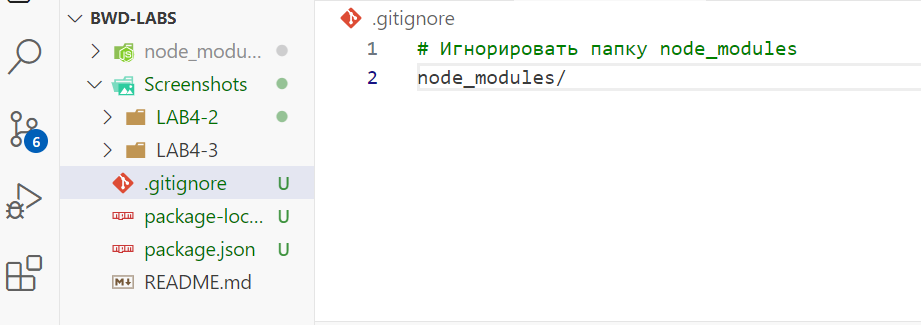 BWD-LABS
node_modu...
Screenshots
LAB4-2
LAB4-3
.gitignore U
package-loc... U
package.json U
README.md
6
.gitignore
1 # Игнорировать папку node_modules
2 node_modules/